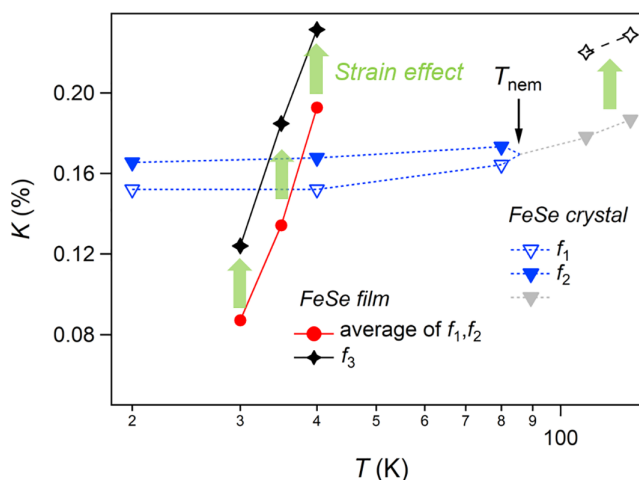 Strain effect
T_nem
0.20
0.16
K (%)
0.12
0.08
FeSe crystal
f₁
f₂
FeSe film
average of f₁,f₂
f₃
2 3 4 5 6 7 8 9
100
T (K)